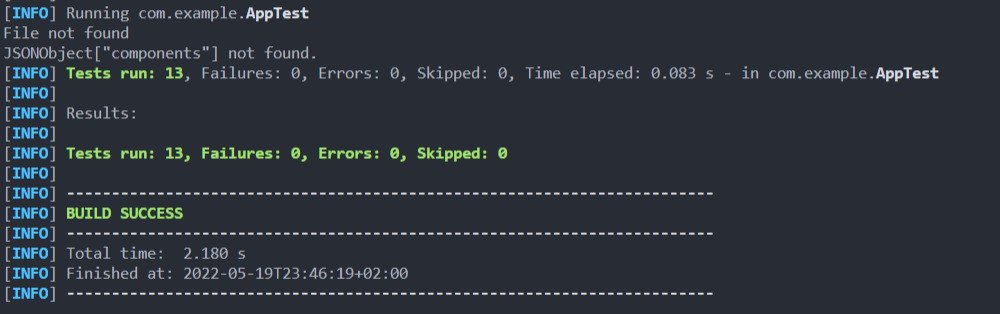 [INFO] Running com.example.AppTest
File not found
JSONObject["components"] not found.
[INFO] Tests run: 13, Failures: 0, Errors: 0, Skipped: 0, Time elapsed: 0.083 s - in com.example.AppTest
[INFO]
[INFO] Results:
[INFO]
[INFO] Tests run: 13, Failures: 0, Errors: 0, Skipped: 0
[INFO]
[INFO] ------------------------------------------------------------------------
[INFO] BUILD SUCCESS
[INFO] ------------------------------------------------------------------------
[INFO] Total time:  2.180 s
[INFO] Finished at: 2022-05-19T23:46:19+02:00
[INFO] ------------------------------------------------------------------------